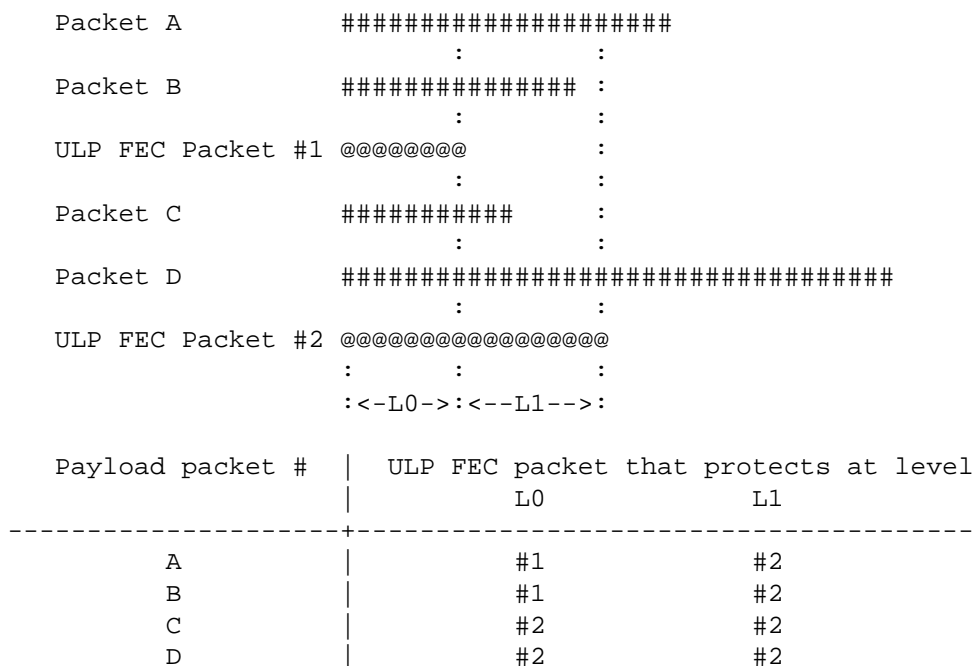 Packet A          #####################
                         :        :
Packet B          ###############  :
                         :        :
ULP FEC Packet #1 @@@@@@@@         :
                         :        :
Packet C          ###########      :
                         :        :
Packet D          ###################################
                         :        :
ULP FEC Packet #2 @@@@@@@@@@@@@@@@@
                  :      :        :
                  :<-L0->:<--L1-->:
Payload packet #  |  ULP FEC packet that protects at level
                  |          L0             L1
---------------------+---------------------------------------
       A          |          #1             #2
       B          |          #1             #2
       C          |          #2             #2
       D          |          #2             #2